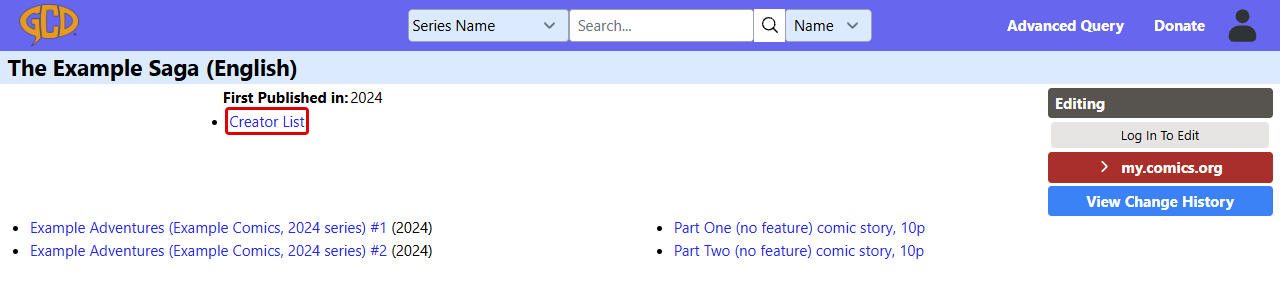 GCD
Series Name
Search...
Name
Advanced Query
Donate
The Example Saga (English)
First Published in: 2024
• Creator List
Editing
Log In To Edit
my.comics.org
View Change History
• Example Adventures (Example Comics, 2024 series) #1 (2024)
• Example Adventures (Example Comics, 2024 series) #2 (2024)
• Part One (no feature) comic story, 10p
• Part Two (no feature) comic story, 10p